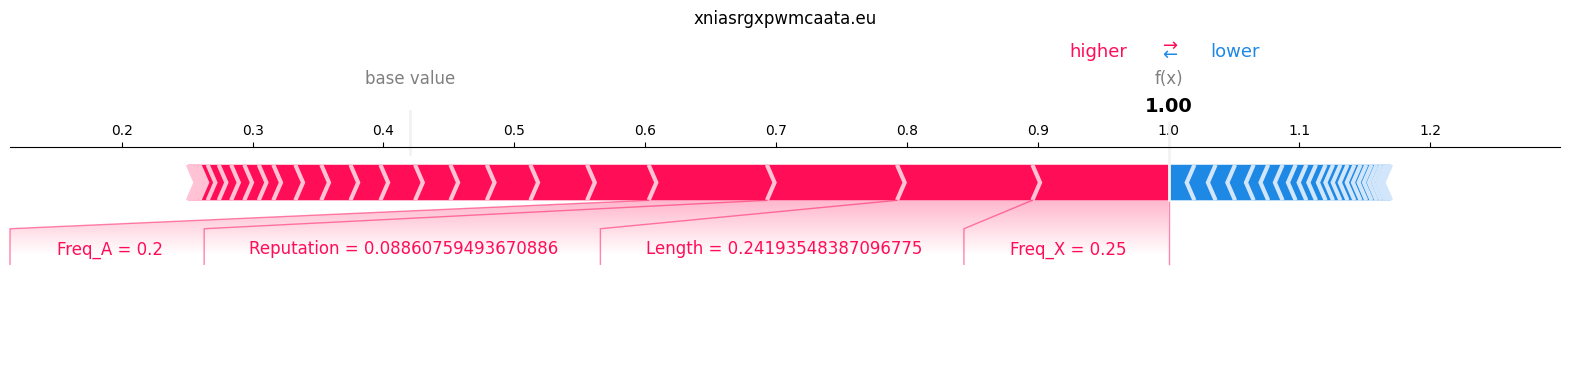 xniasrgxpwmcaata.eu
higher ⇄ lower
base value f(x)
1.00
0.2 0.3 0.4 0.5 0.6 0.7 0.8 0.9 1.0 1.1 1.2
Freq_A = 0.2 Reputation = 0.08860759493670886 Length = 0.24193548387096775 Freq_X = 0.25